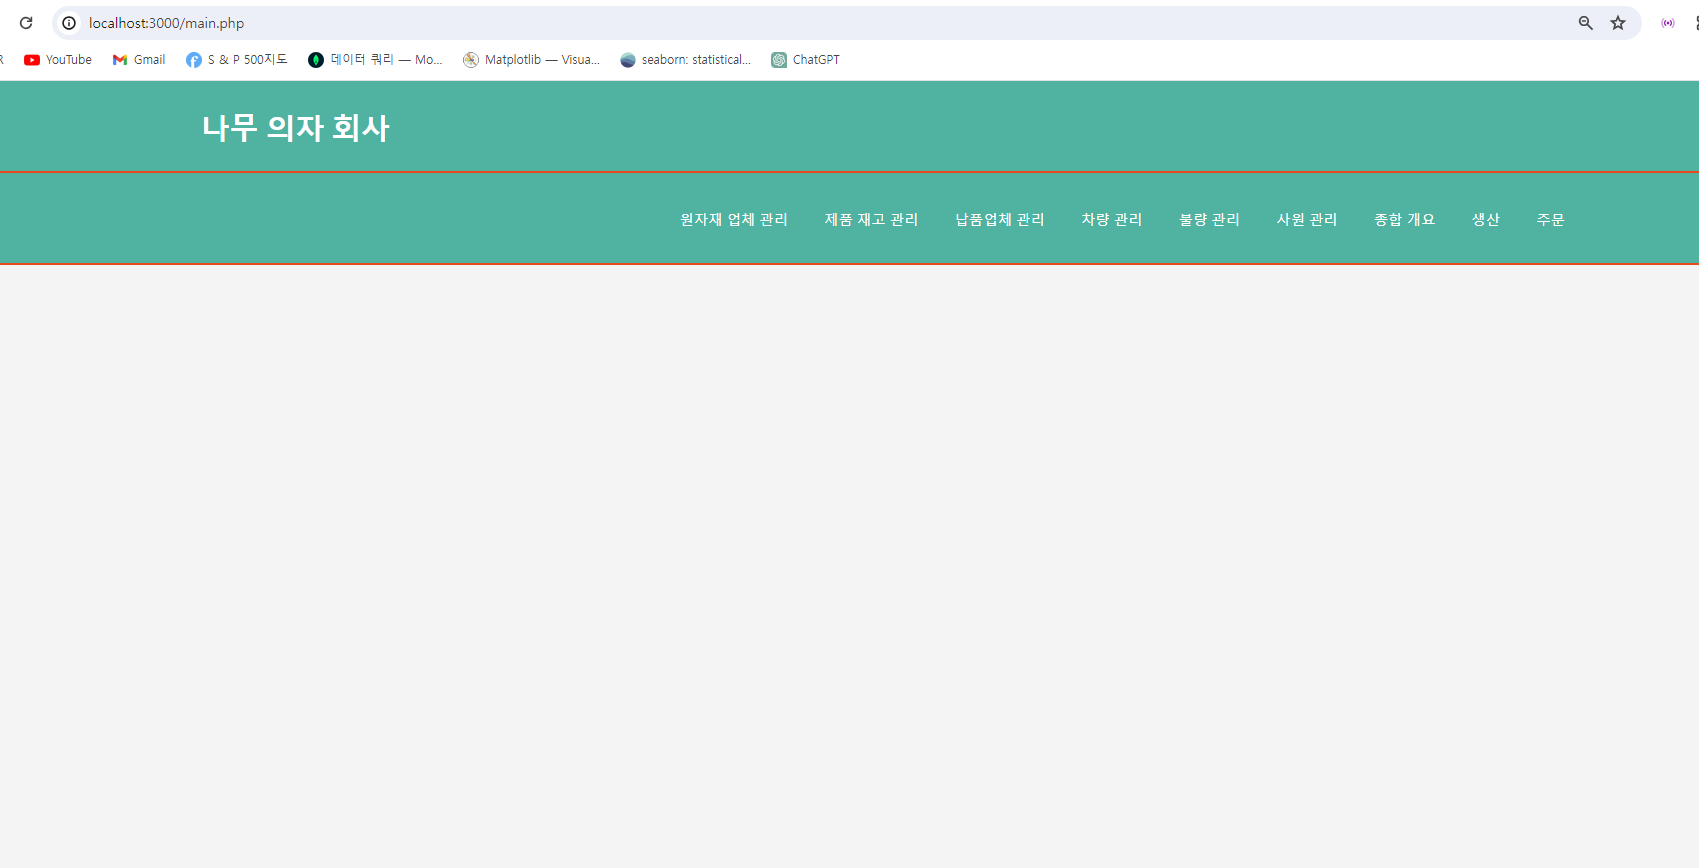 localhost:3000/main.php
YouTube Gmail S & P 500지도 데이터 쿼리 — Mo... Matplotlib — Visua... seaborn: statistical... ChatGPT
나무 의자 회사
원자재 업체 관리 제품 재고 관리 납품업체 관리 차량 관리 불량 관리 사원 관리 종합 개요 생산 주문